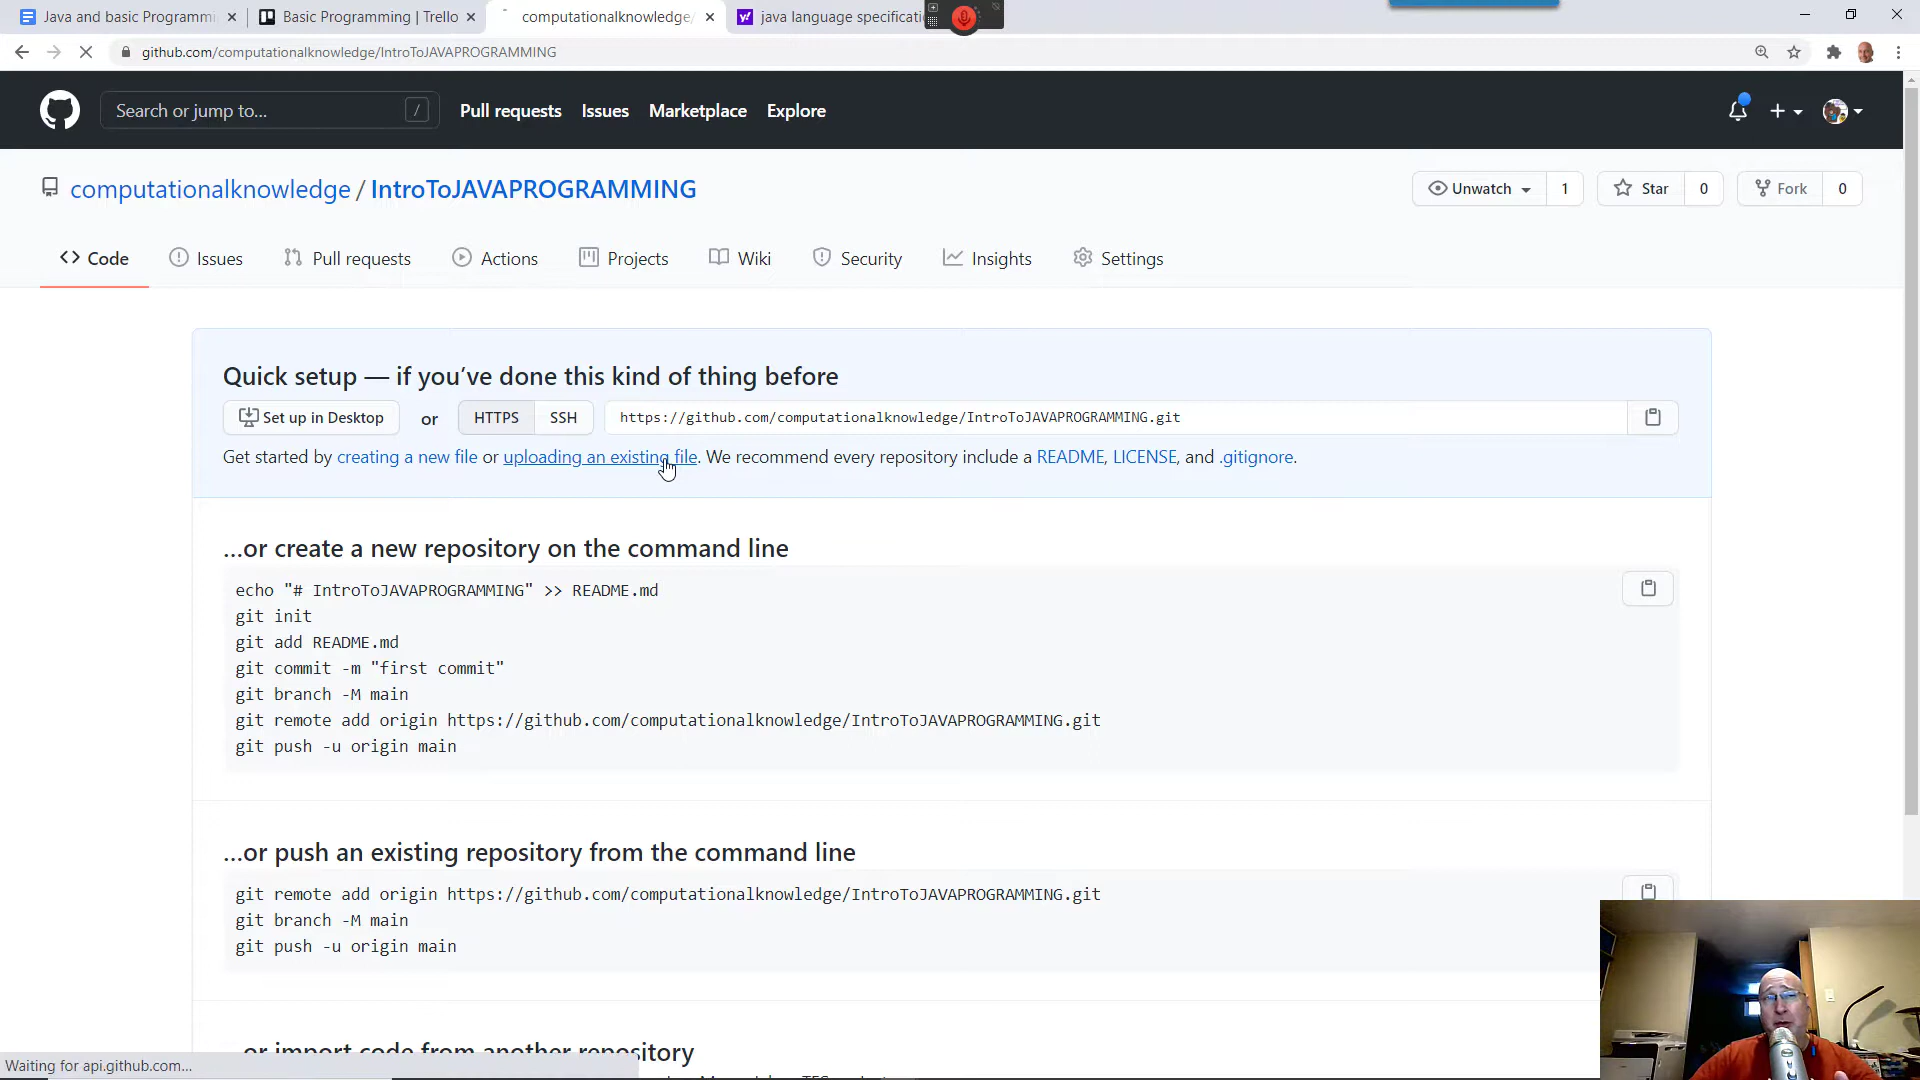 Java and basic Programmi
Basic Programming | Trello
computationalknowledge/
java language specificati
github.com/computationalknowledge/IntroToJAVAPROGRAMMING
Search or jump to... /
Pull requests Issues Marketplace Explore
computationalknowledge / IntroToJAVAPROGRAMMING
Unwatch 1
Star 0
Fork 0
Code Issues Pull requests Actions Projects Wiki Security Insights Settings
Quick setup — if you've done this kind of thing before
Set up in Desktop or HTTPS SSH https://github.com/computationalknowledge/IntroToJAVAPROGRAMMING.git
Get started by creating a new file or uploading an existing file. We recommend every repository include a README, LICENSE, and .gitignore.
...or create a new repository on the command line
echo "# IntroToJAVAPROGRAMMING" >> README.md
git init
git add README.md
git commit -m "first commit"
git branch -M main
git remote add origin https://github.com/computationalknowledge/IntroToJAVAPROGRAMMING.git
git push -u origin main
...or push an existing repository from the command line
git remote add origin https://github.com/computationalknowledge/IntroToJAVAPROGRAMMING.git
git branch -M main
git push -u origin main
...or import code from another repository
Waiting for api.github.com...